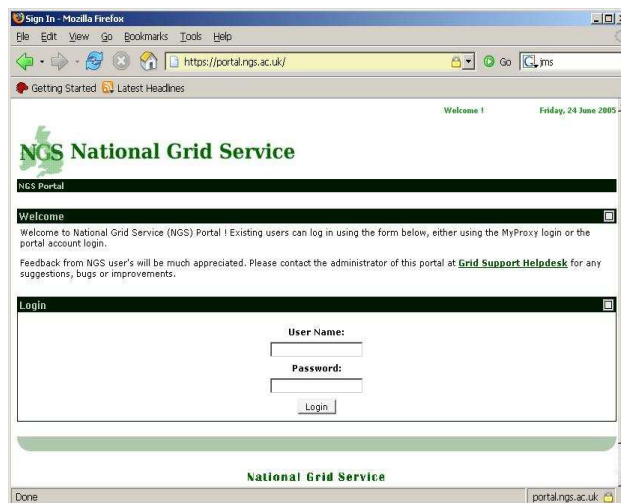 Sign In - Mozilla Firefox
File Edit View Go Bookmarks Tools Help
https://portal.ngs.ac.uk/ Go G jms
Getting Started Latest Headlines
Welcome ! Friday, 24 June 2005
NGS National Grid Service
NGS Portal
Welcome
Welcome to National Grid Service (NGS) Portal ! Existing users can log in using the form below, either using the MyProxy login or the
portal account login.
Feedback from NGS user's will be much appreciated. Please contact the administrator of this portal at Grid Support Helpdesk for any
suggestions, bugs or improvements.
Login
User Name:
Password:
Login
National Grid Service
Done portal.ngs.ac.uk